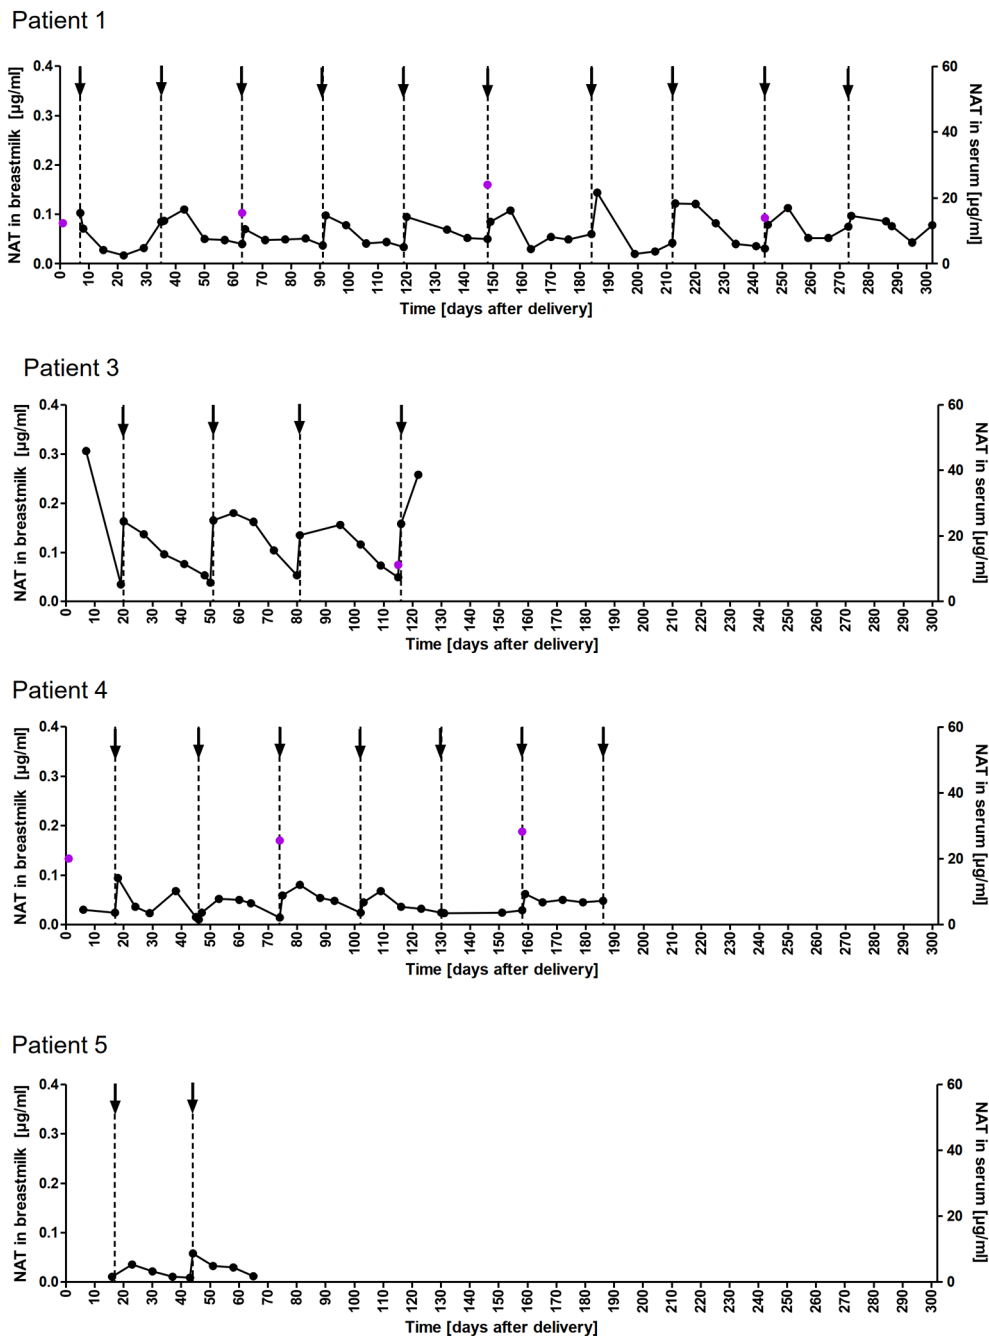 Patient 1
NAT in breastmilk [µg/ml]
0.4
0.3
0.2
0.1
0.0
60
40
20
0
NAT in serum [µg/ml]
0 10 20 30 40 50 60 70 80 90 100 110 120 130 140 150 160 170 180 190 200 210 220 230 240 250 260 270 280 290 300
Time [days after delivery]
Patient 3
NAT in breastmilk [µg/ml]
0.4
0.3
0.2
0.1
0.0
60
40
20
0
NAT in serum [µg/ml]
0 10 20 30 40 50 60 70 80 90 100 110 120 130 140 150 160 170 180 190 200 210 220 230 240 250 260 270 280 290 300
Time [days after delivery]
Patient 4
NAT in breastmilk [µg/ml]
0.4
0.3
0.2
0.1
0.0
60
40
20
0
NAT in serum [µg/ml]
0 10 20 30 40 50 60 70 80 90 100 110 120 130 140 150 160 170 180 190 200 210 220 230 240 250 260 270 280 290 300
Time [days after delivery]
Patient 5
NAT in breastmilk [µg/ml]
0.4
0.3
0.2
0.1
0.0
60
40
20
0
NAT in serum [µg/ml]
0 10 20 30 40 50 60 70 80 90 100 110 120 130 140 150 160 170 180 190 200 210 220 230 240 250 260 270 280 290 300
Time [days after delivery]